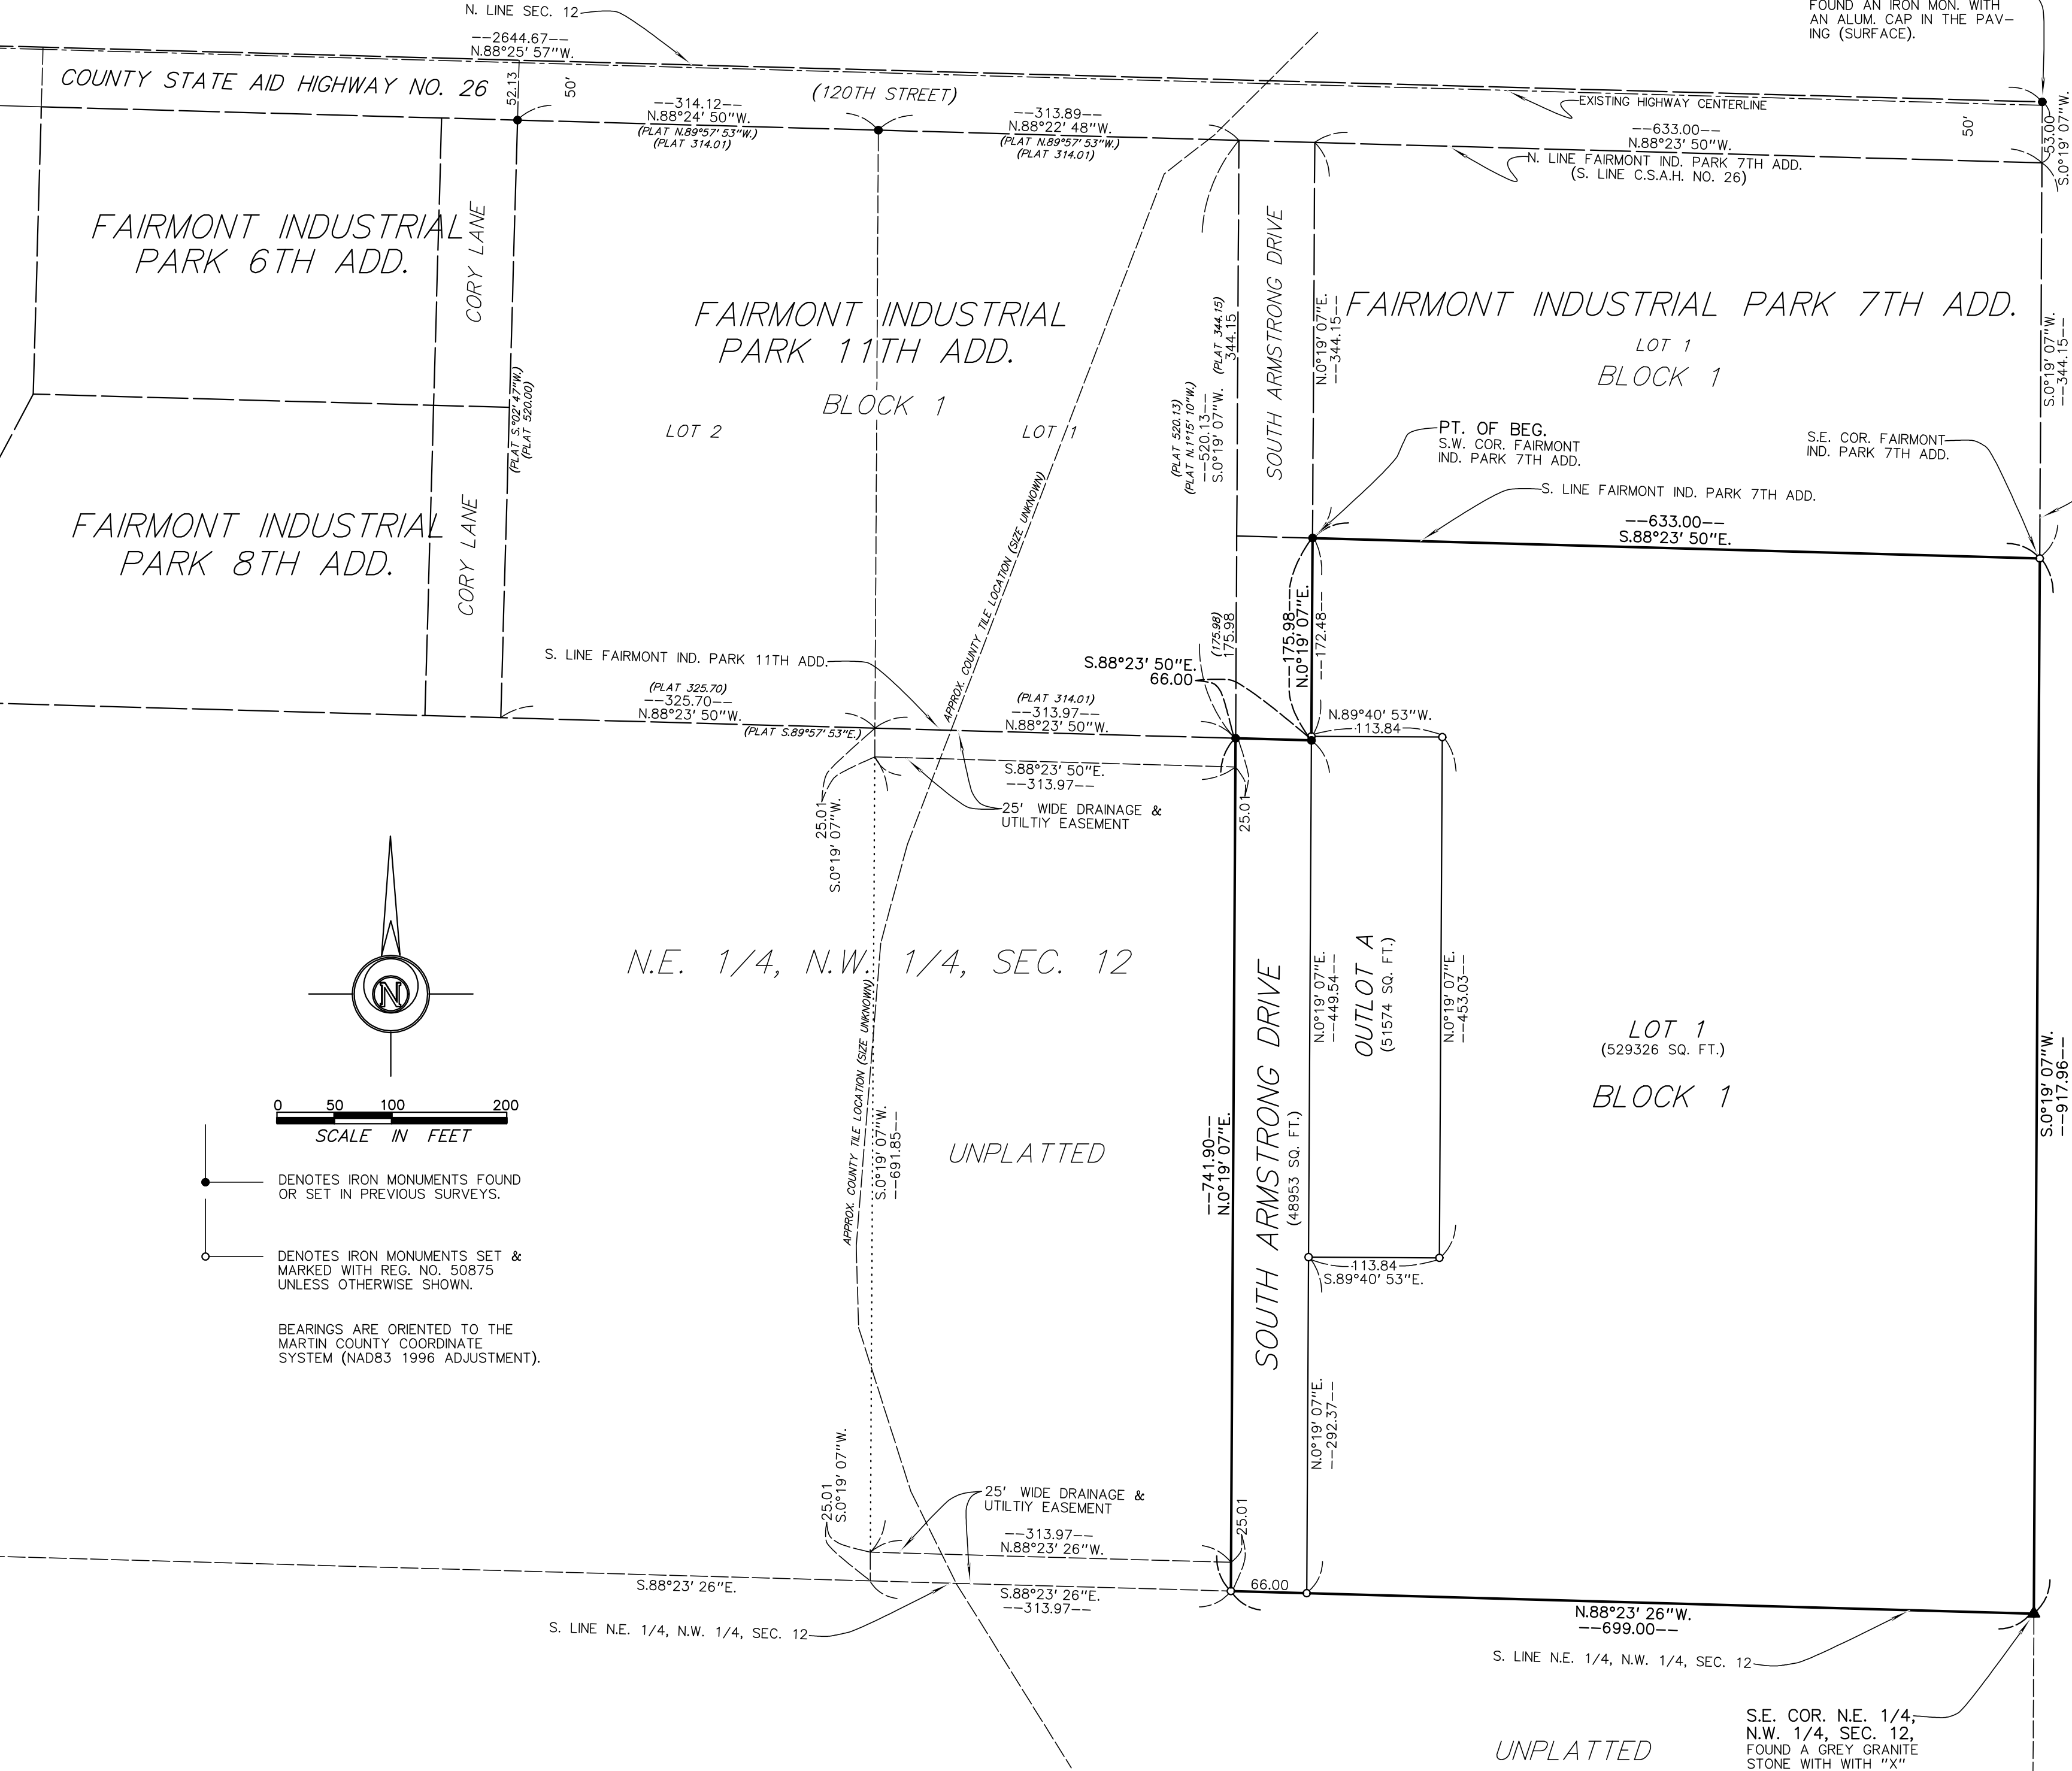 N. LINE SEC. 12
--2644.67--
N.88°25' 57"W.
FOUND AN IRON MON. WITH
AN ALUM. CAP IN THE PAV-
ING (SURFACE).
COUNTY STATE AID HIGHWAY NO. 26
52.13
50'
(120TH STREET)
EXISTING HIGHWAY CENTERLINE
--314.12--
N.88°24' 50"W.
(PLAT N.89°57' 53"W.)
(PLAT 314.01)
--313.89--
N.88°22' 48"W.
(PLAT N.89°57' 53"W.)
(PLAT 314.01)
--633.00--
N.88°23' 50"W.
50'
53.00
S.0°19' 07"W.
N. LINE FAIRMONT IND. PARK 7TH ADD.
(S. LINE C.S.A.H. NO. 26)
FAIRMONT INDUSTRIAL
PARK 6TH ADD.
CORY LANE
FAIRMONT INDUSTRIAL
PARK 11TH ADD.
BLOCK 1
LOT 2
LOT 1
SOUTH ARMSTRONG DRIVE
N.0°19' 07"E.
--344.15--
FAIRMONT INDUSTRIAL PARK 7TH ADD.
LOT 1
BLOCK 1
S.0°19' 07"W.
--344.15--
(PLAT S.°02' 47"W.)
(PLAT 520.00)
(PLAT 520.13)
(PLAT N.1°15' 10"W.)
--520.13--
S.0°19' 07"W.
(PLAT 344.15)
344.15
PT. OF BEG.
S.W. COR. FAIRMONT
IND. PARK 7TH ADD.
S.E. COR. FAIRMONT
IND. PARK 7TH ADD.
S. LINE FAIRMONT IND. PARK 7TH ADD.
--633.00--
S.88°23' 50"E.
FAIRMONT INDUSTRIAL
PARK 8TH ADD.
CORY LANE
APPROX. COUNTY TILE LOCATION (SIZE UNKNOWN)
(175.98)
175.98
--175.98--
N.0°19' 07"E.
--172.48--
S.88°23' 50"E.
66.00
S. LINE FAIRMONT IND. PARK 11TH ADD.
(PLAT 325.70)
--325.70--
N.88°23' 50"W.
(PLAT S.89°57' 53"E.)
(PLAT 314.01)
--313.97--
N.88°23' 50"W.
N.89°40' 53"W.
113.84
S.88°23' 50"E.
--313.97--
25.01
S.0°19' 07"W.
25' WIDE DRAINAGE &
UTILTIY EASEMENT
25.01
N.E. 1/4, N.W. 1/4, SEC. 12
N
0 50 100 200
SCALE IN FEET
DENOTES IRON MONUMENTS FOUND
OR SET IN PREVIOUS SURVEYS.
DENOTES IRON MONUMENTS SET &
MARKED WITH REG. NO. 50875
UNLESS OTHERWISE SHOWN.
BEARINGS ARE ORIENTED TO THE
MARTIN COUNTY COORDINATE
SYSTEM (NAD83 1996 ADJUSTMENT).
APPROX. COUNTY TILE LOCATION (SIZE UNKNOWN)
S.0°19' 07"W.
--691.85--
UNPLATTED
--741.90--
N.0°19' 07"E.
SOUTH ARMSTRONG DRIVE
(48953 SQ. FT.)
N.0°19' 07"E.
--449.54--
OUTLOT A
(51574 SQ. FT.)
N.0°19' 07"E.
--453.03--
LOT 1
(529326 SQ. FT.)
BLOCK 1
S.0°19' 07"W.
--917.96--
113.84
S.89°40' 53"E.
N.0°19' 07"E.
--292.37--
25.01
S.0°19' 07"W.
25' WIDE DRAINAGE &
UTILTIY EASEMENT
--313.97--
N.88°23' 26"W.
25.01
S.88°23' 26"E.
S.88°23' 26"E.
--313.97--
66.00
N.88°23' 26"W.
--699.00--
S. LINE N.E. 1/4, N.W. 1/4, SEC. 12
S. LINE N.E. 1/4, N.W. 1/4, SEC. 12
UNPLATTED
S.E. COR. N.E. 1/4,
N.W. 1/4, SEC. 12,
FOUND A GREY GRANITE
STONE WITH WITH "X"